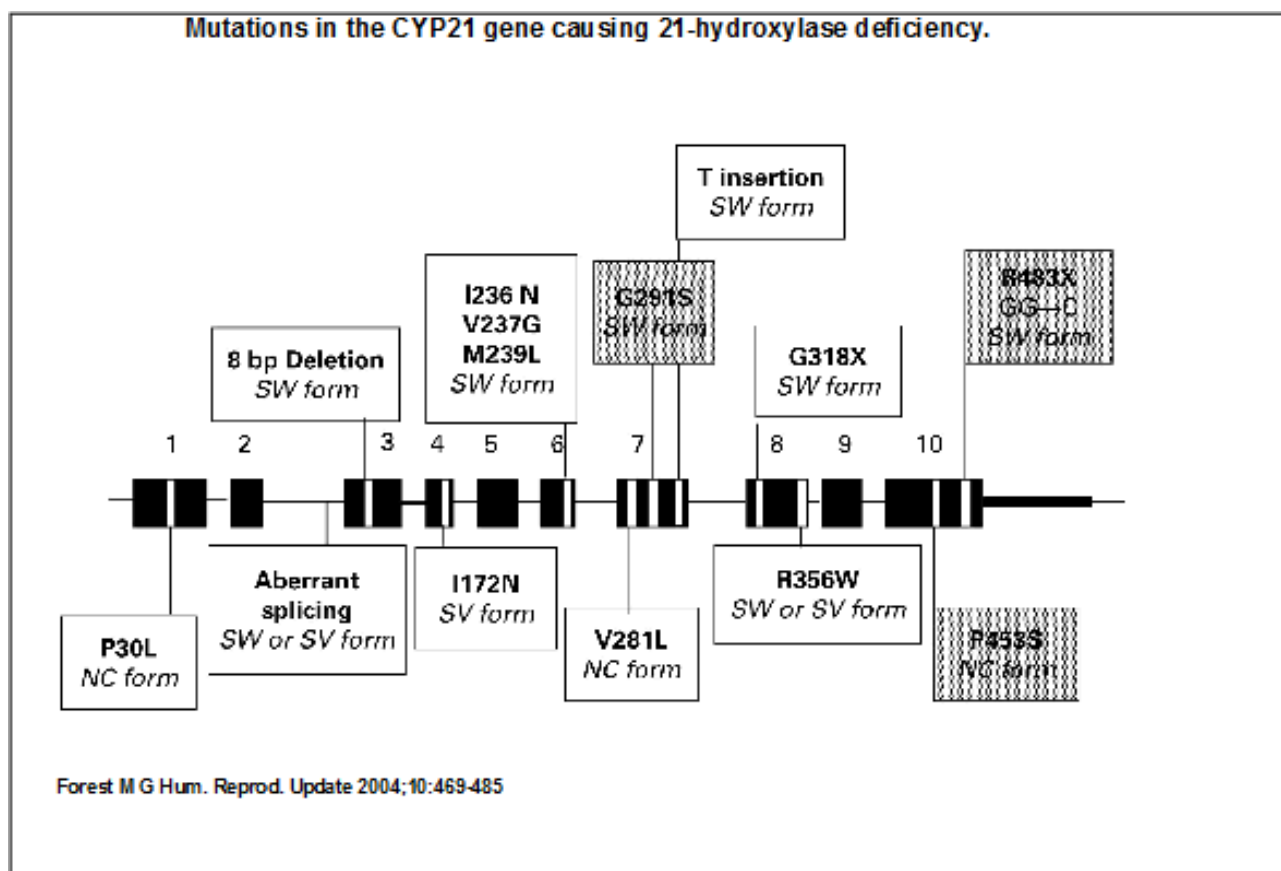 Mutations in the CYP21 gene causing 21-hydroxylase deficiency.
T insertion
SW form
I236 N
V237G
M239L
SW form
G291S
SW form
R483X
GG→C
SW form
8 bp Deletion
SW form
G318X
SW form
1 2 3 4 5 6 7 8 9 10
Aberrant
splicing
SW or SV form
I172N
SV form
R356W
SW or SV form
P30L
NC form
V281L
NC form
P453S
NC form
Forest M G Hum. Reprod. Update 2004;10:469-485